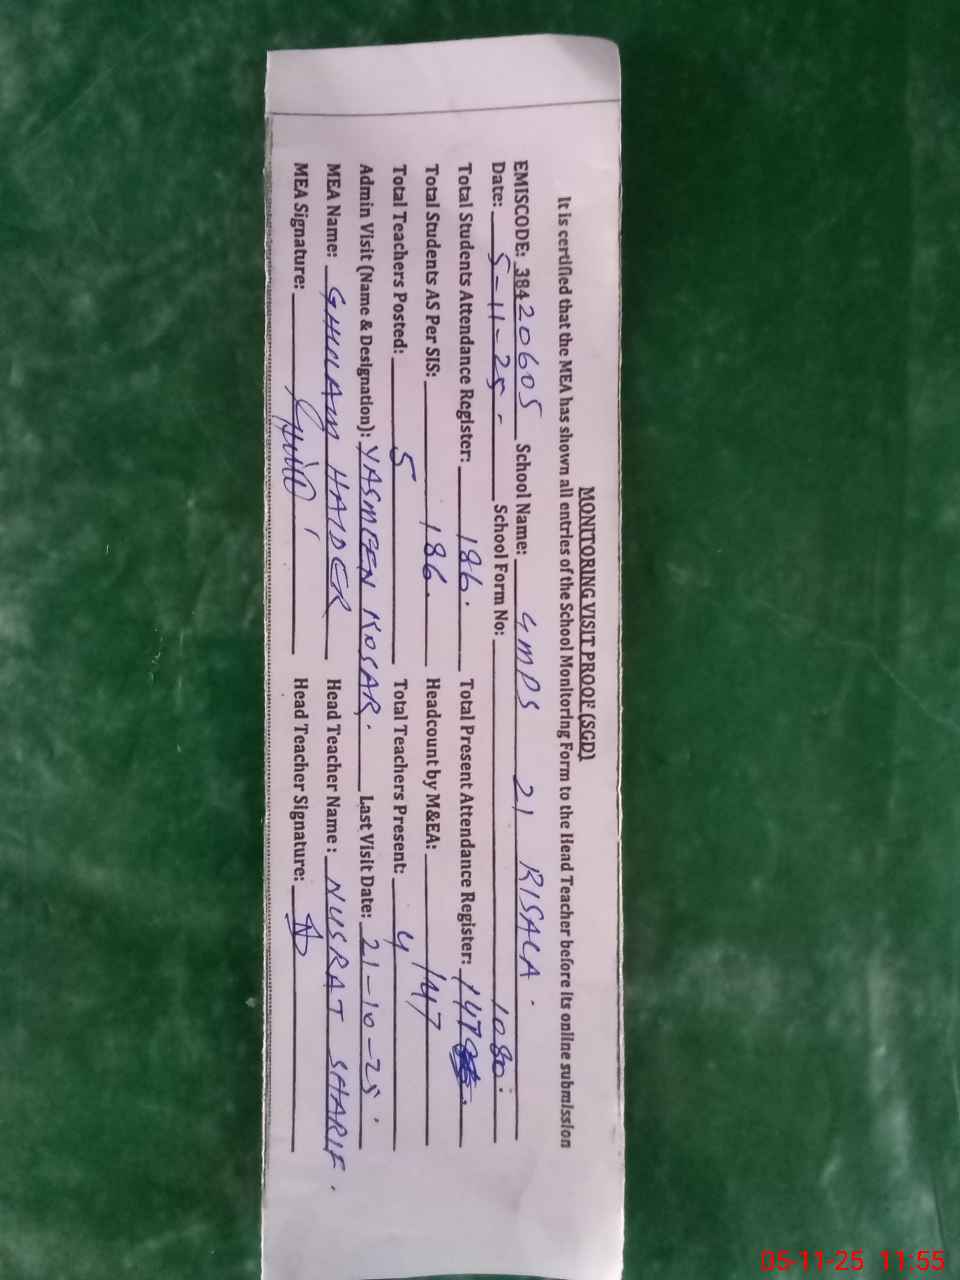 MONITORING VISIT PROOF (SGD)
It is certified that the MEA has shown all entries of the School Monitoring Form to the Head Teacher before its online submission
EMISCODE: 38420605 School Name: GMPS 21 RISALA.
Date: 5-11-25- School Form No: 1080.
Total Students Attendance Register: 186. Total Present Attendance Register: 147
Total Students AS Per SIS: 186. Headcount by M&EA: 147
Total Teachers Posted: 5 Total Teachers Present: 4
Admin Visit (Name & Designation): YASMEEN KOSAR. Last Visit Date: 21-10-25.
MEA Name: GHULAM HAIDER Head Teacher Name: NUSRAT SHARIF.
MEA Signature: Head Teacher Signature:
05-11-25 11:55